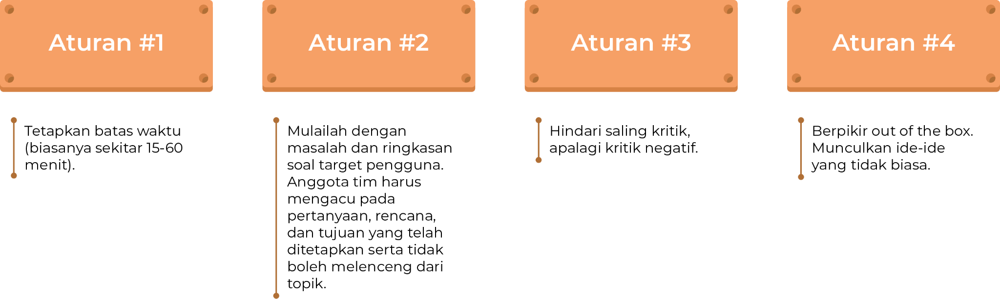 Aturan #1
Tetapkan batas waktu
(biasanya sekitar 15-60
menit).
Aturan #2
Mulailah dengan
masalah dan ringkasan
soal target pengguna.
Anggota tim harus
mengacu pada
pertanyaan, rencana,
dan tujuan yang telah
ditetapkan serta tidak
boleh melenceng dari
topik.
Aturan #3
Hindari saling kritik,
apalagi kritik negatif.
Aturan #4
Berpikir out of the box.
Munculkan ide-ide
yang tidak biasa.